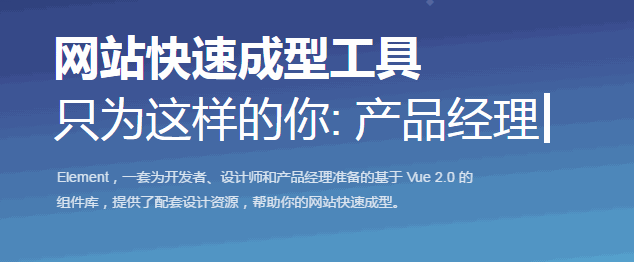 网站快速成型工具
只为这样的你: 产品经理
Element，一套为开发者、设计师和产品经理准备的基于 Vue 2.0 的
组件库，提供了配套设计资源，帮助你的网站快速成型。